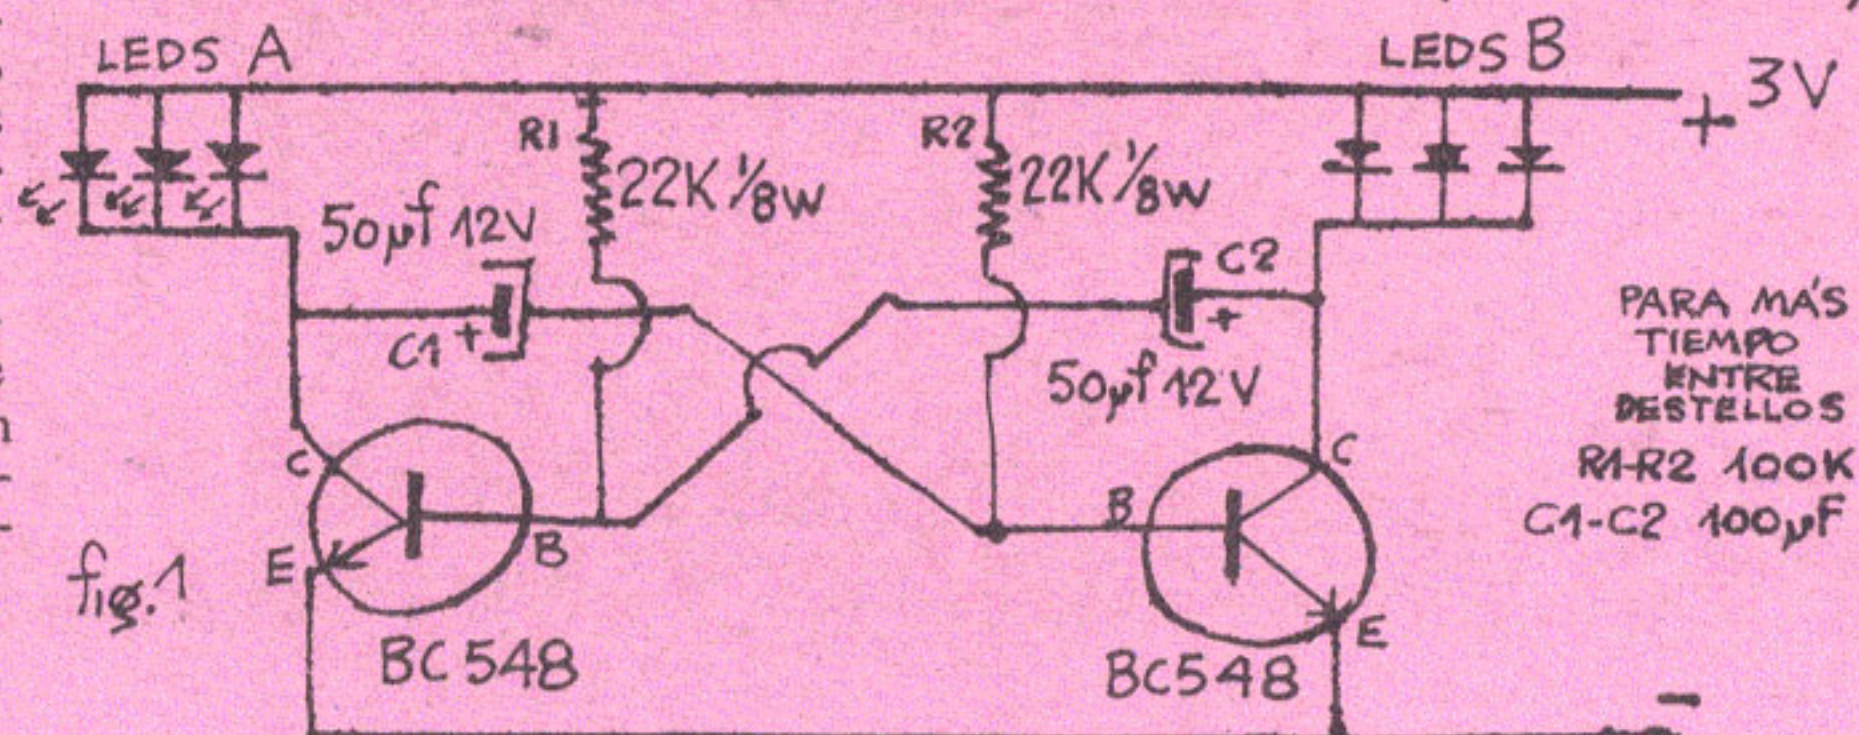 LEDS A
LEDS B
+ 3V
R1
22K 1/8W
R2
22K 1/8W
50µf 12V
C1 +
C2
+
50µf 12V
PARA MÁS
TIEMPO
ENTRE
DESTELLOS
R1-R2 100K
C1-C2 100µF
C
B
E
BC548
C
B
E
BC548
fig.1
-